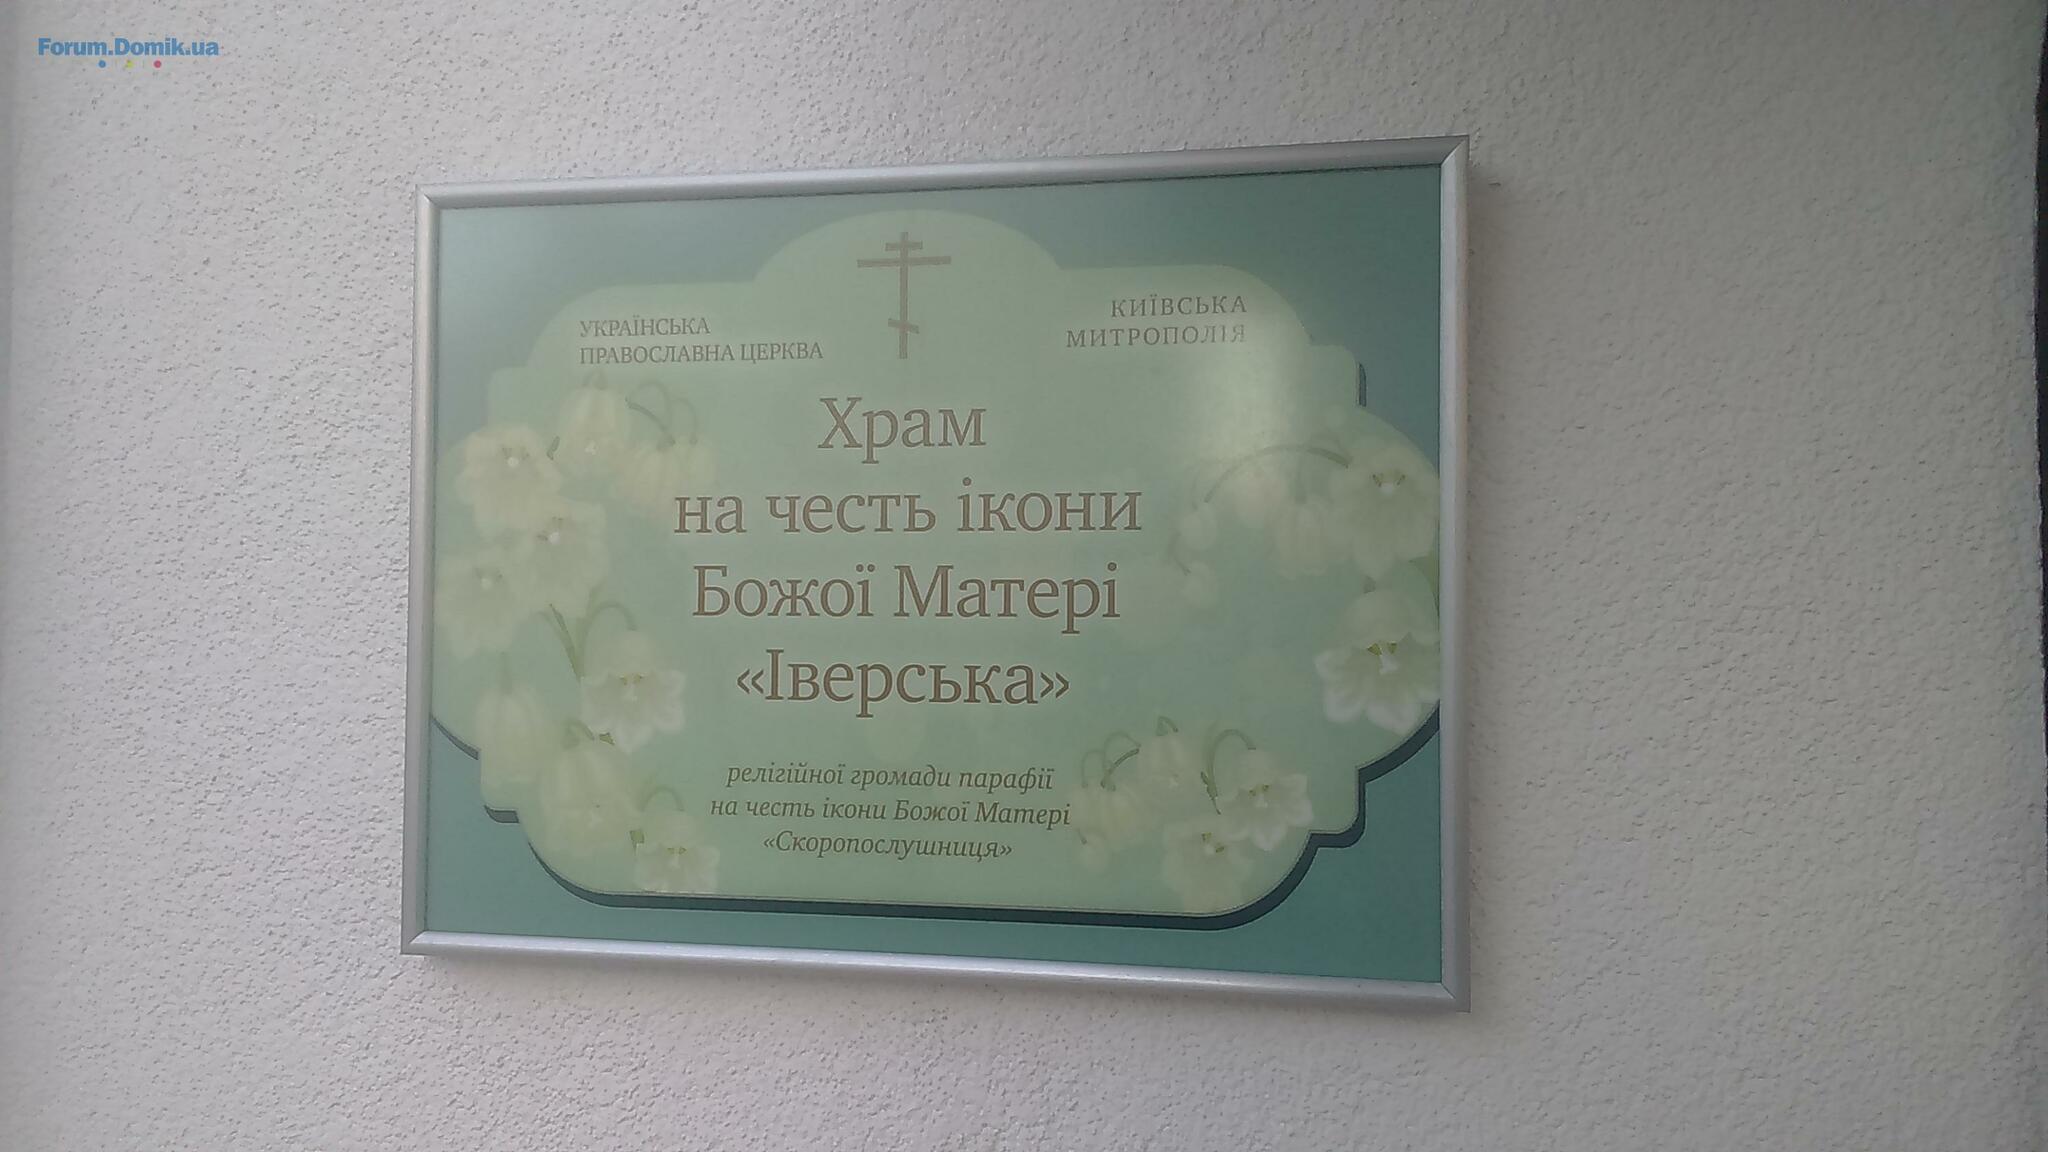 Forum.Domik.ua
УКРАЇНСЬКА
ПРАВОСЛАВНА ЦЕРКВА
КИЇВСЬКА
МИТРОПОЛІЯ
Храм
на честь ікони
Божої Матері
«Іверська»
релігійної громади парафії
на честь ікони Божої Матері
«Скоропослушниця»